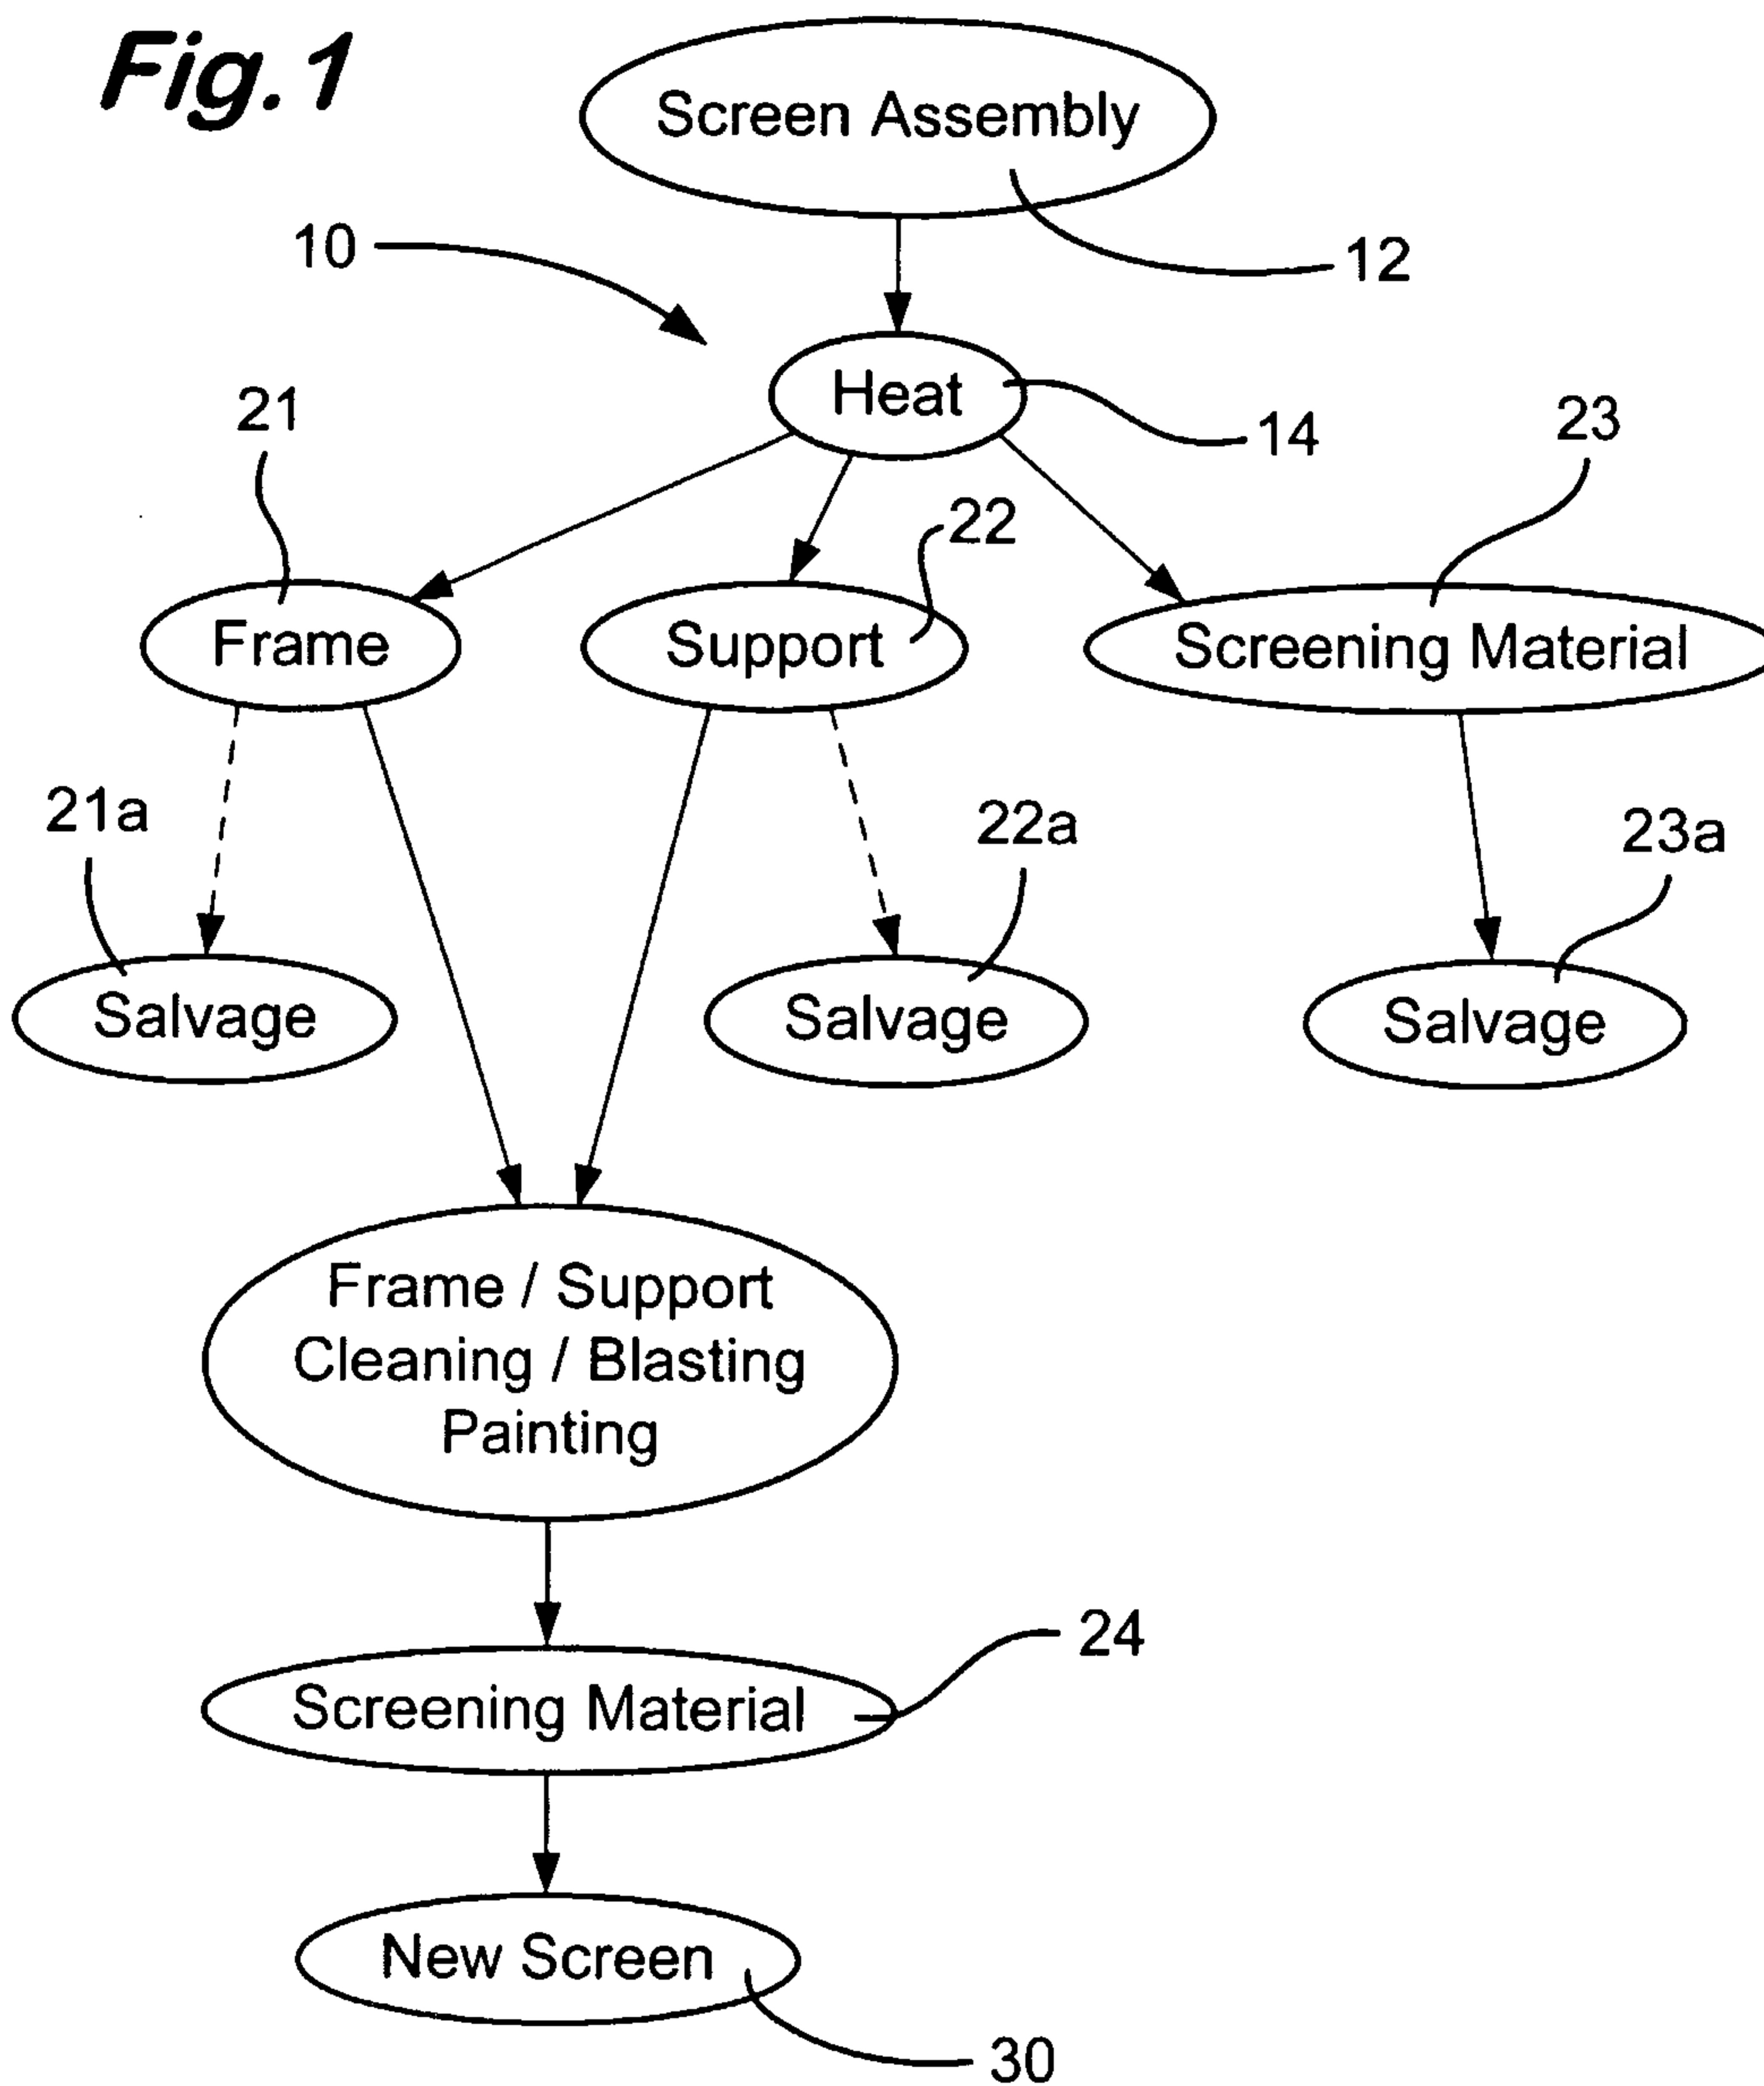 Fig. 1
Screen Assembly
10
12
Heat
21
14
23
22
Frame
Support
Screening Material
21a
22a
23a
Salvage
Salvage
Salvage
Frame / Support
Cleaning / Blasting
Painting
24
Screening Material
New Screen
30